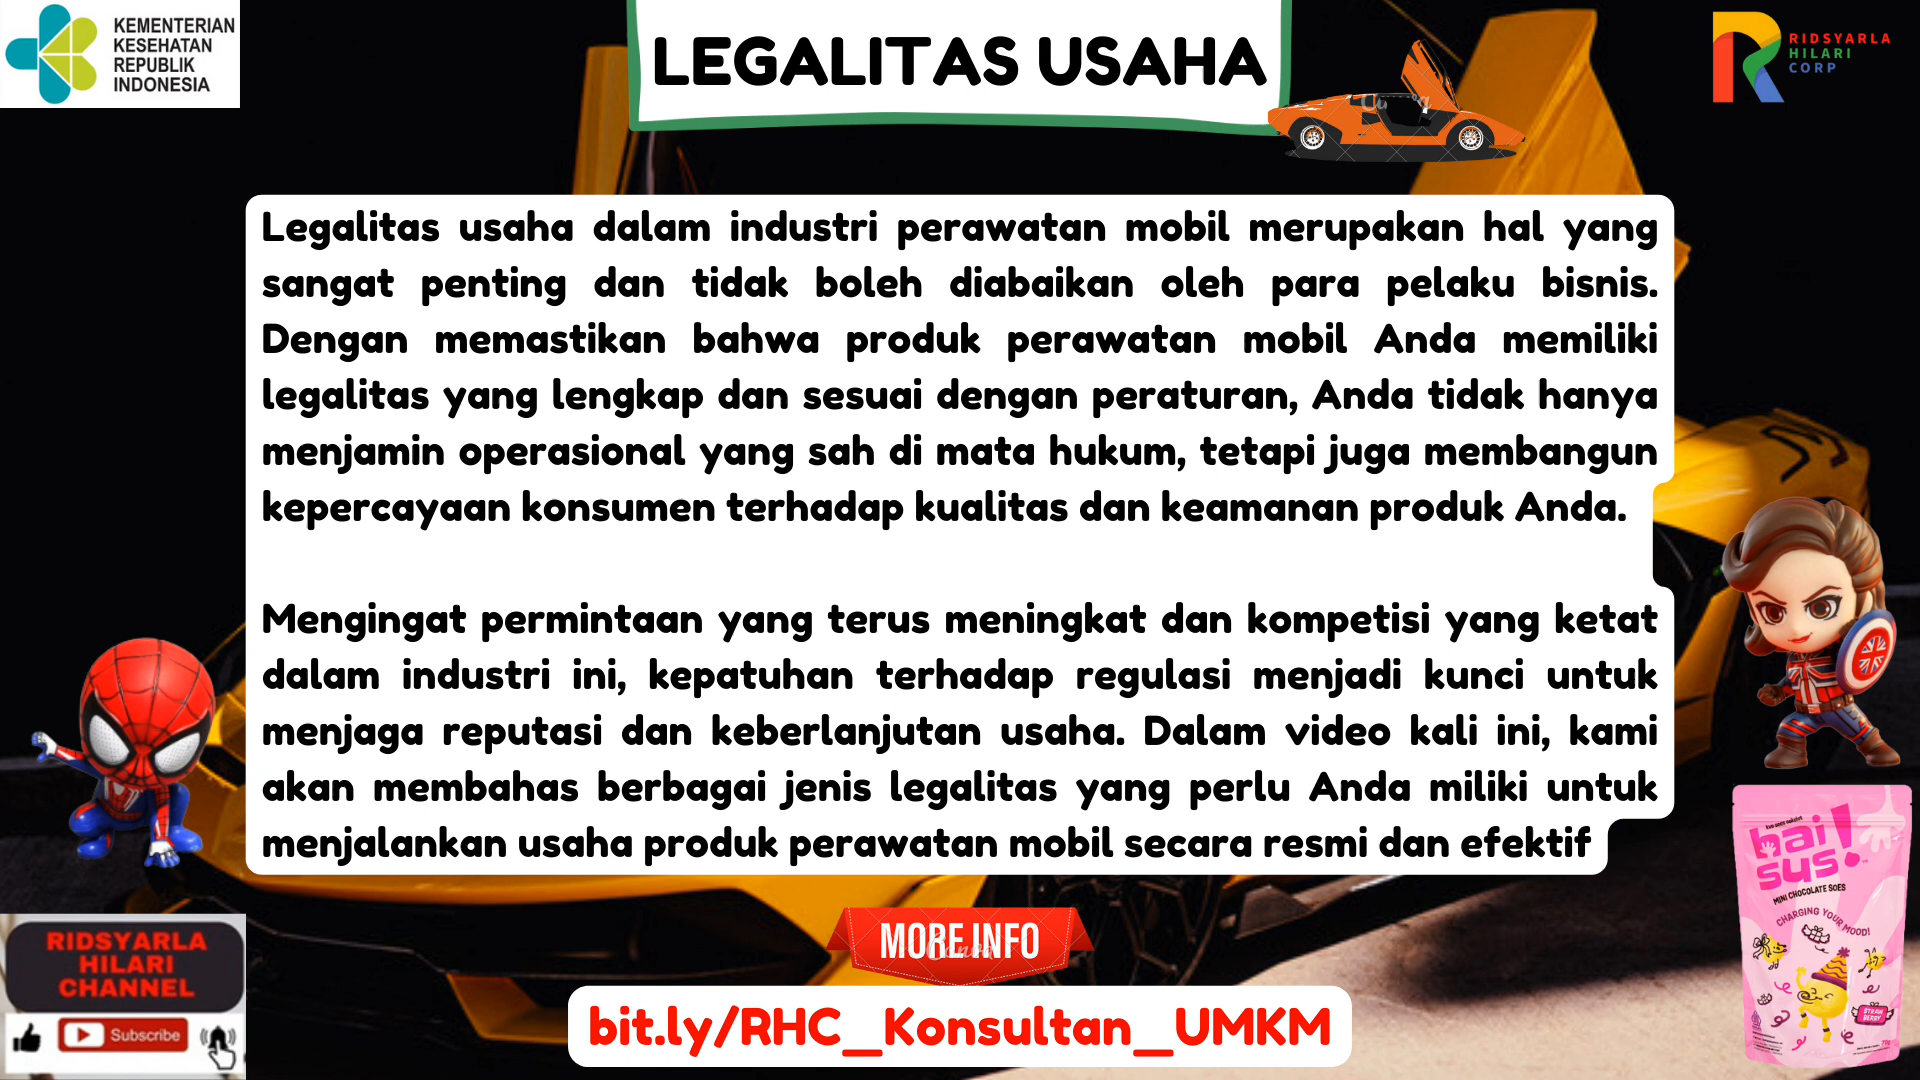 KEMENTERIAN
KESEHATAN
REPUBLIK
INDONESIA
LEGALITAS USAHA
RIDSYARLA
HILARI
CORP
Legalitas usaha dalam industri perawatan mobil merupakan hal yang
sangat penting dan tidak boleh diabaikan oleh para pelaku bisnis.
Dengan memastikan bahwa produk perawatan mobil Anda memiliki
legalitas yang lengkap dan sesuai dengan peraturan, Anda tidak hanya
menjamin operasional yang sah di mata hukum, tetapi juga membangun
kepercayaan konsumen terhadap kualitas dan keamanan produk Anda.
Mengingat permintaan yang terus meningkat dan kompetisi yang ketat
dalam industri ini, kepatuhan terhadap regulasi menjadi kunci untuk
menjaga reputasi dan keberlanjutan usaha. Dalam video kali ini, kami
akan membahas berbagai jenis legalitas yang perlu Anda miliki untuk
menjalankan usaha produk perawatan mobil secara resmi dan efektif
hai!
sus!
MINI CHOCOLATE SOES
CHARGING YOUR MOOD!
STRAW
BERRY
RIDSYARLA
HILARI
CHANNEL
Subscribe
MORE INFO
bit.ly/RHC_Konsultan_UMKM